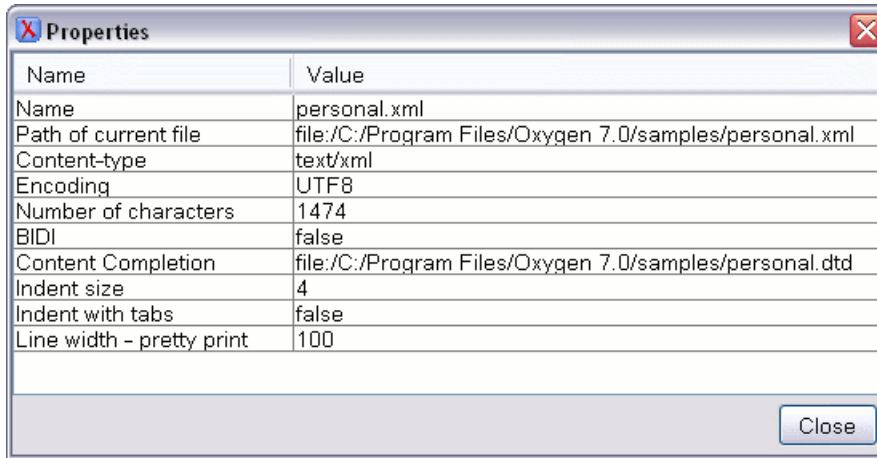 Properties
Name Value
Name personal.xml
Path of current file file:/C:/Program Files/Oxygen 7.0/samples/personal.xml
Content-type text/xml
Encoding UTF8
Number of characters 1474
BIDI false
Content Completion file:/C:/Program Files/Oxygen 7.0/samples/personal.dtd
Indent size 4
Indent with tabs false
Line width - pretty print 100
Close